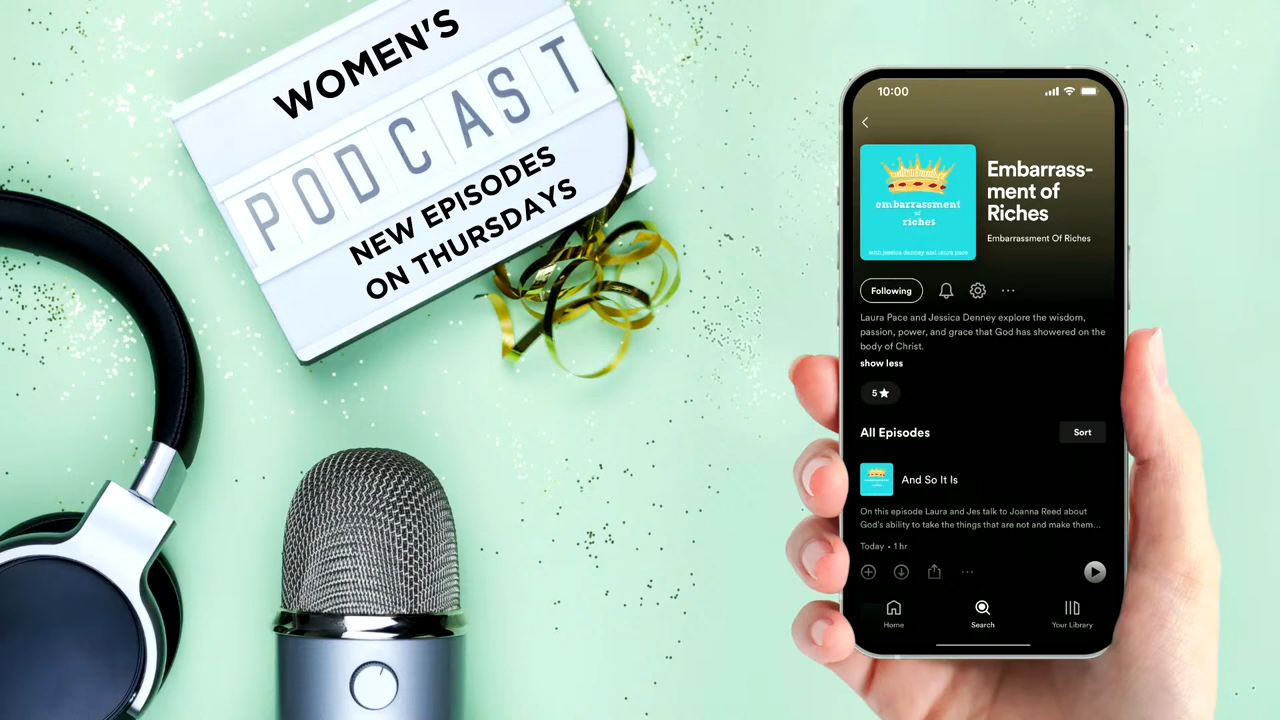 WOMEN'S
PODCAST
NEW EPISODES
ON THURSDAYS
10:00
embarrassment
of
riches
with jessica denney and laura pace
Embarrass-
ment of
Riches
Embarrassment Of Riches
Following
Laura Pace and Jessica Denney explore the wisdom,
passion, power, and grace that God has showered on the
body of Christ.
show less
5★
All Episodes
Sort
And So It Is
On this episode Laura and Jes talk to Joanna Reed about
God's ability to take the things that are not and make them...
Today • 1 hr
Home
Search
Your Library